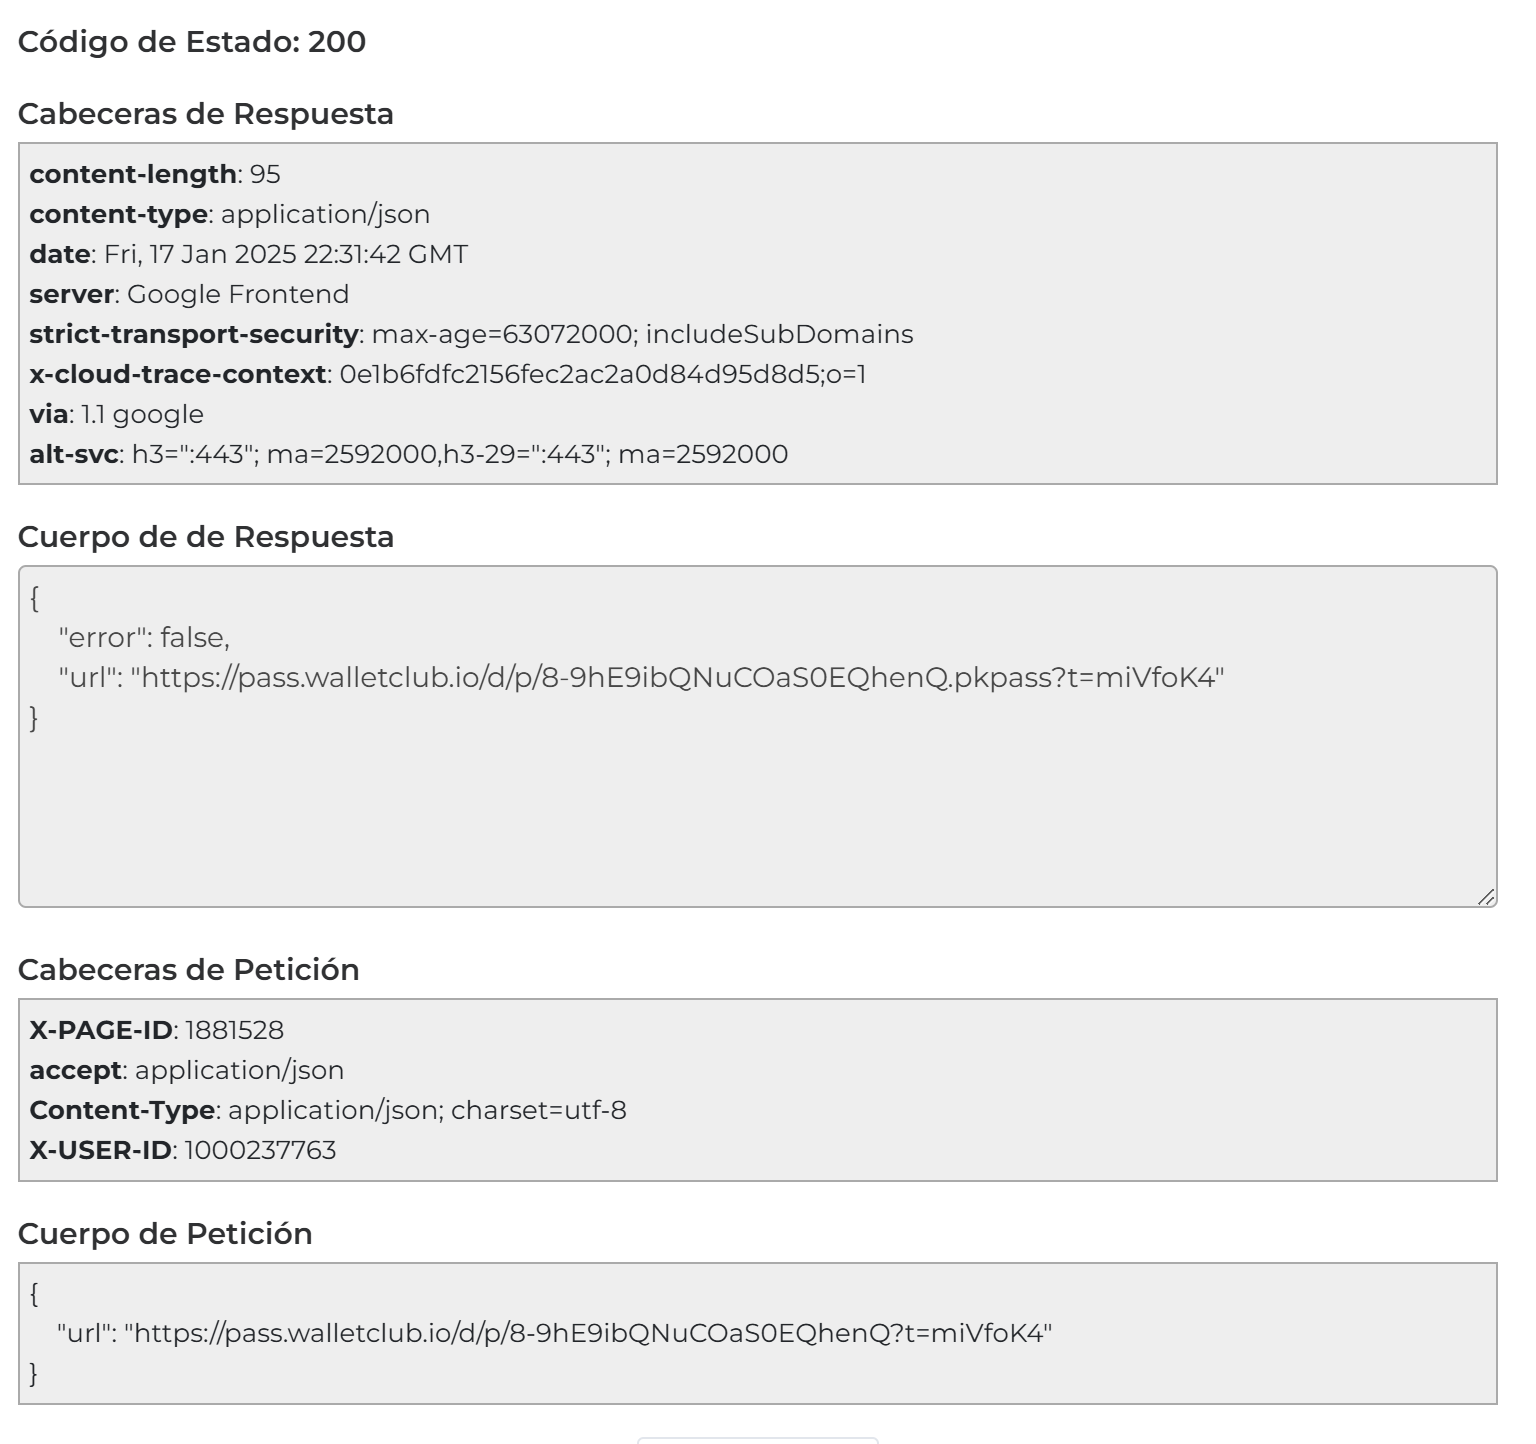 Código de Estado: 200
Cabeceras de Respuesta
content-length: 95
content-type: application/json
date: Fri, 17 Jan 2025 22:31:42 GMT
server: Google Frontend
strict-transport-security: max-age=63072000; includeSubDomains
x-cloud-trace-context: 0e1b6fdfc2156fec2ac2a0d84d95d8d5;o=1
via: 1.1 google
alt-svc: h3=":443"; ma=2592000,h3-29=":443"; ma=2592000
Cuerpo de de Respuesta
{
"error": false,
"url": "https://pass.walletclub.io/d/p/8-9hE9ibQNuCOaS0EQhenQ.pkpass?t=miVfoK4"
}
Cabeceras de Petición
X-PAGE-ID: 1881528
accept: application/json
Content-Type: application/json; charset=utf-8
X-USER-ID: 1000237763
Cuerpo de Petición
{
"url": "https://pass.walletclub.io/d/p/8-9hE9ibQNuCOaS0EQhenQ?t=miVfoK4"
}